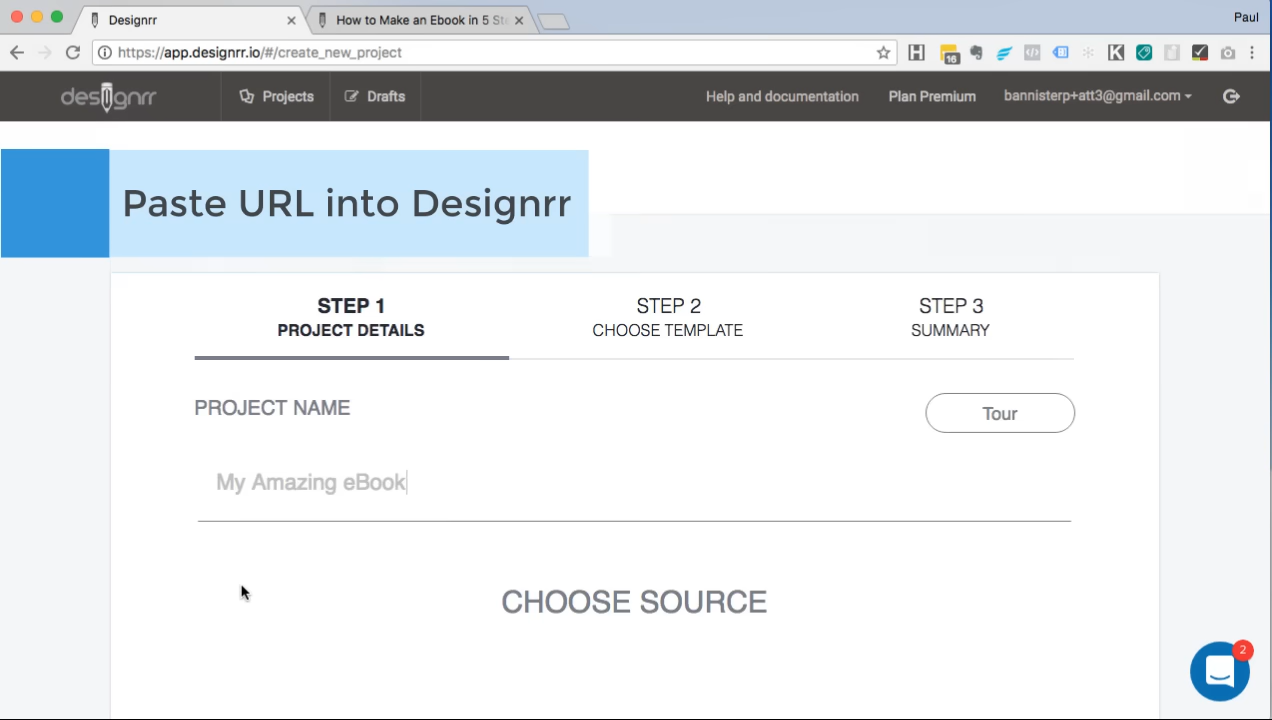 Designrr
How to Make an Ebook in 5 Ste
Paul
https://app.designrr.io/#/create_new_project
16
designrr
Projects
Drafts
Help and documentation
Plan Premium
bannisterp+att3@gmail.com
Paste URL into Designrr
STEP 1
PROJECT DETAILS
STEP 2
CHOOSE TEMPLATE
STEP 3
SUMMARY
PROJECT NAME
Tour
My Amazing eBook
CHOOSE SOURCE
2